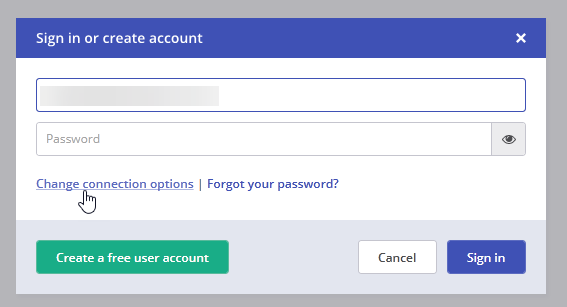 Sign in or create account
Password
Change connection options | Forgot your password?
Create a free user account Cancel Sign in